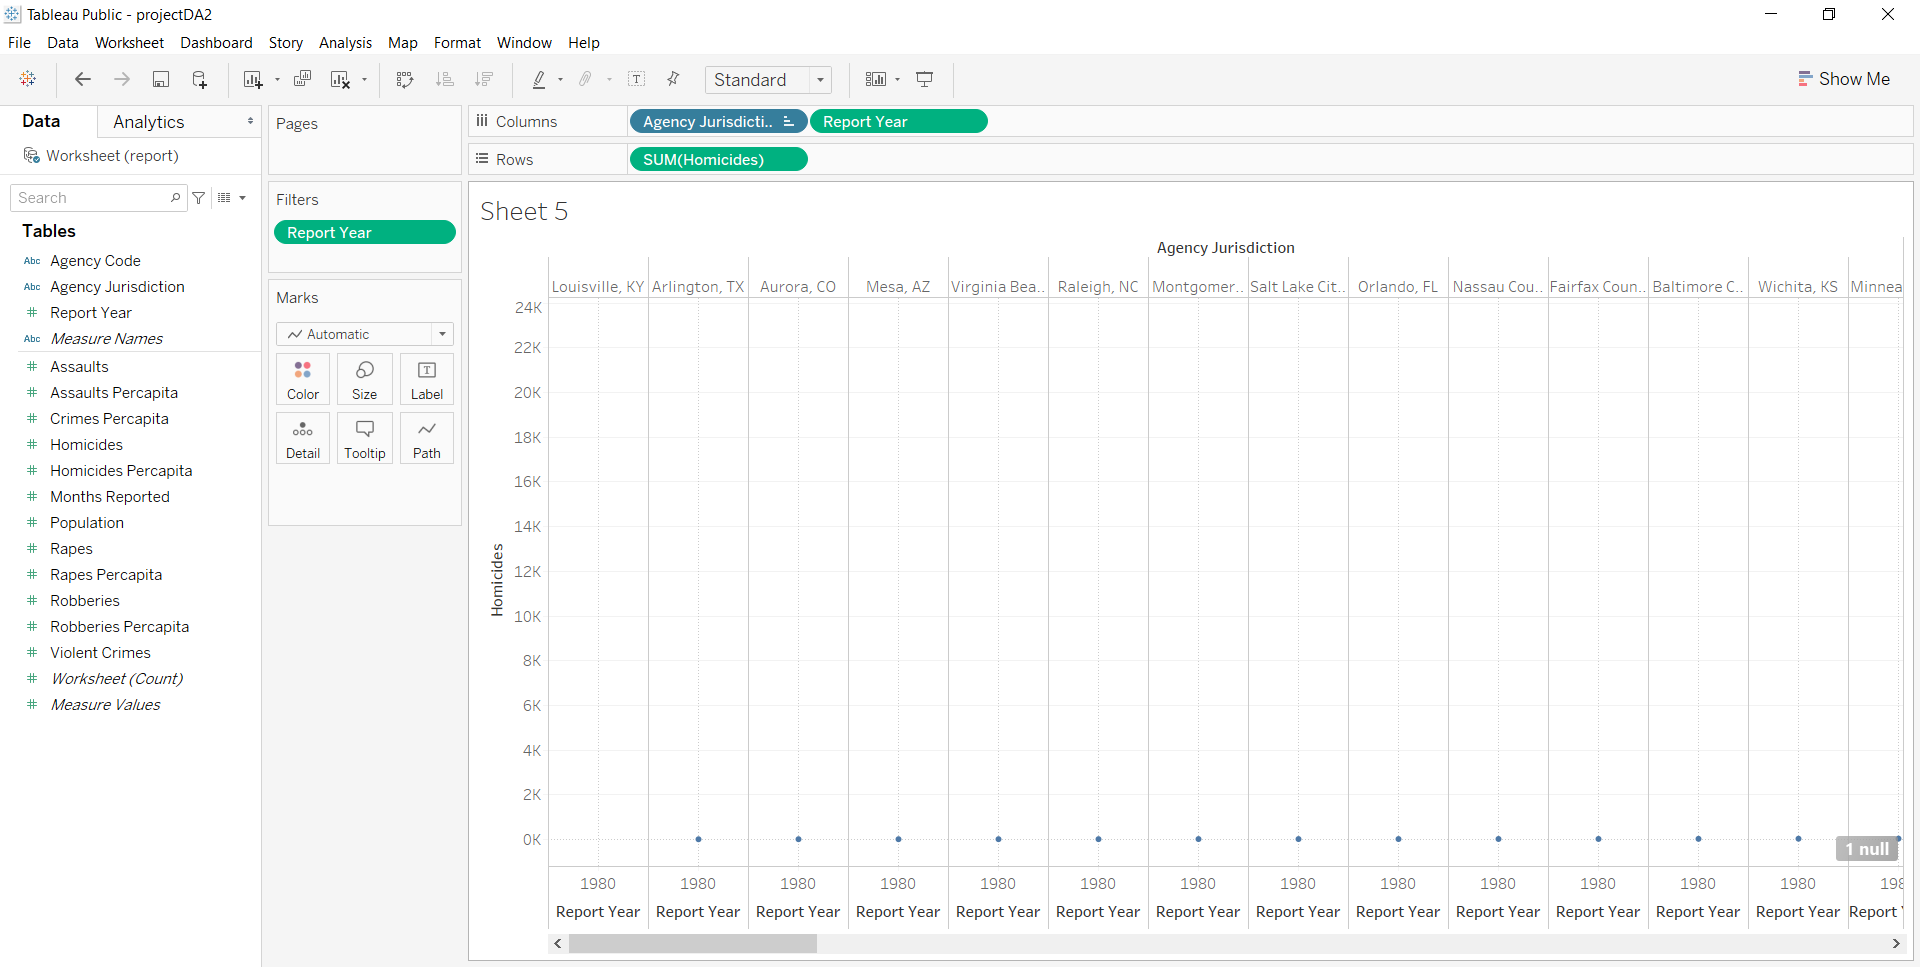 Tableau Public - projectDA2
File Data Worksheet Dashboard Story Analysis Map Format Window Help
Standard
Show Me
Data
Analytics
Worksheet (report)
Search
Tables
Abc Agency Code
Abc Agency Jurisdiction
Report Year
Abc Measure Names
Assaults
Assaults Percapita
Crimes Percapita
Homicides
Homicides Percapita
Months Reported
Population
Rapes
Rapes Percapita
Robberies
Robberies Percapita
Violent Crimes
Worksheet (Count)
Measure Values
Pages
Filters
Report Year
Marks
Automatic
Color Size Label
Detail Tooltip Path
Columns Agency Jurisdicti.. Report Year
Rows SUM(Homicides)
Sheet 5
Agency Jurisdiction
Louisville, KY Arlington, TX Aurora, CO Mesa, AZ Virginia Bea.. Raleigh, NC Montgomer.. Salt Lake Cit.. Orlando, FL Nassau Cou.. Fairfax Coun.. Baltimore C.. Wichita, KS Minnea
24K
22K
20K
18K
16K
14K
12K
10K
8K
6K
4K
2K
0K
Homicides
1 null
1980 1980 1980 1980 1980 1980 1980 1980 1980 1980 1980 1980 1980 198
Report Year Report Year Report Year Report Year Report Year Report Year Report Year Report Year Report Year Report Year Report Year Report Year Report Year Report